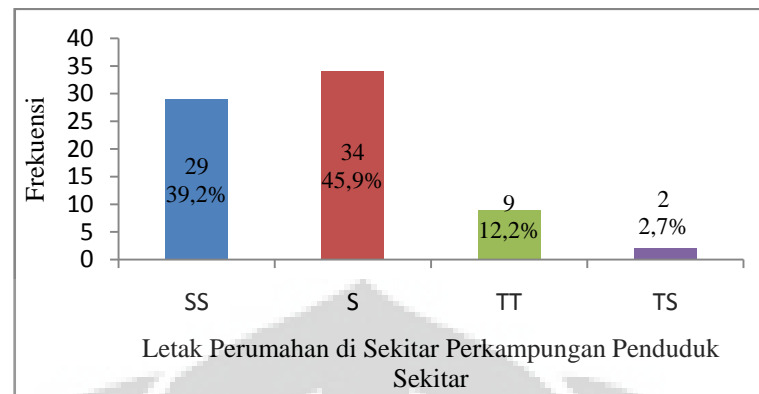 Frekuensi
40
35
30
25
20
15
10
5
0
29
39,2%
34
45,9%
9
12,2%
2
2,7%
SS
S
TT
TS
Letak Perumahan di Sekitar Perkampungan Penduduk
Sekitar